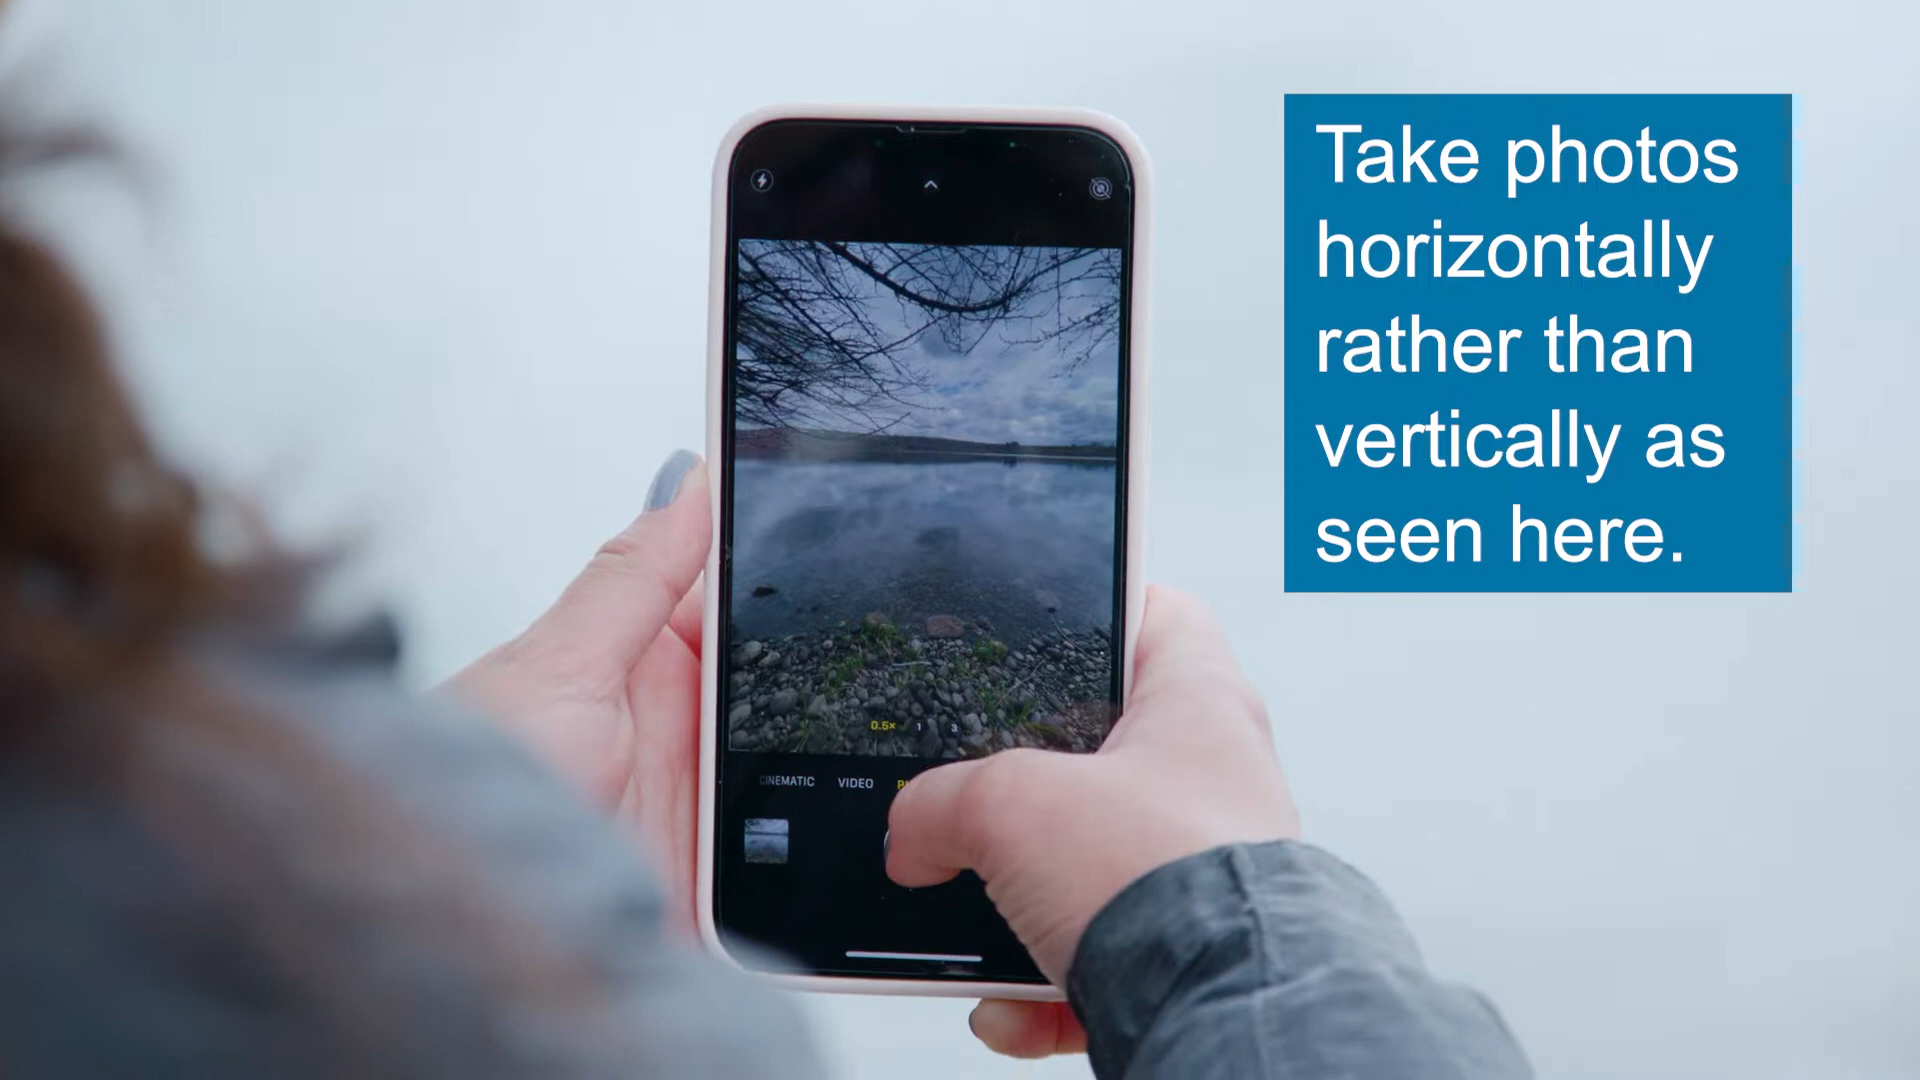 Take photos
horizontally
rather than
vertically as
seen here.
0.5× 1 3
CINEMATIC VIDEO